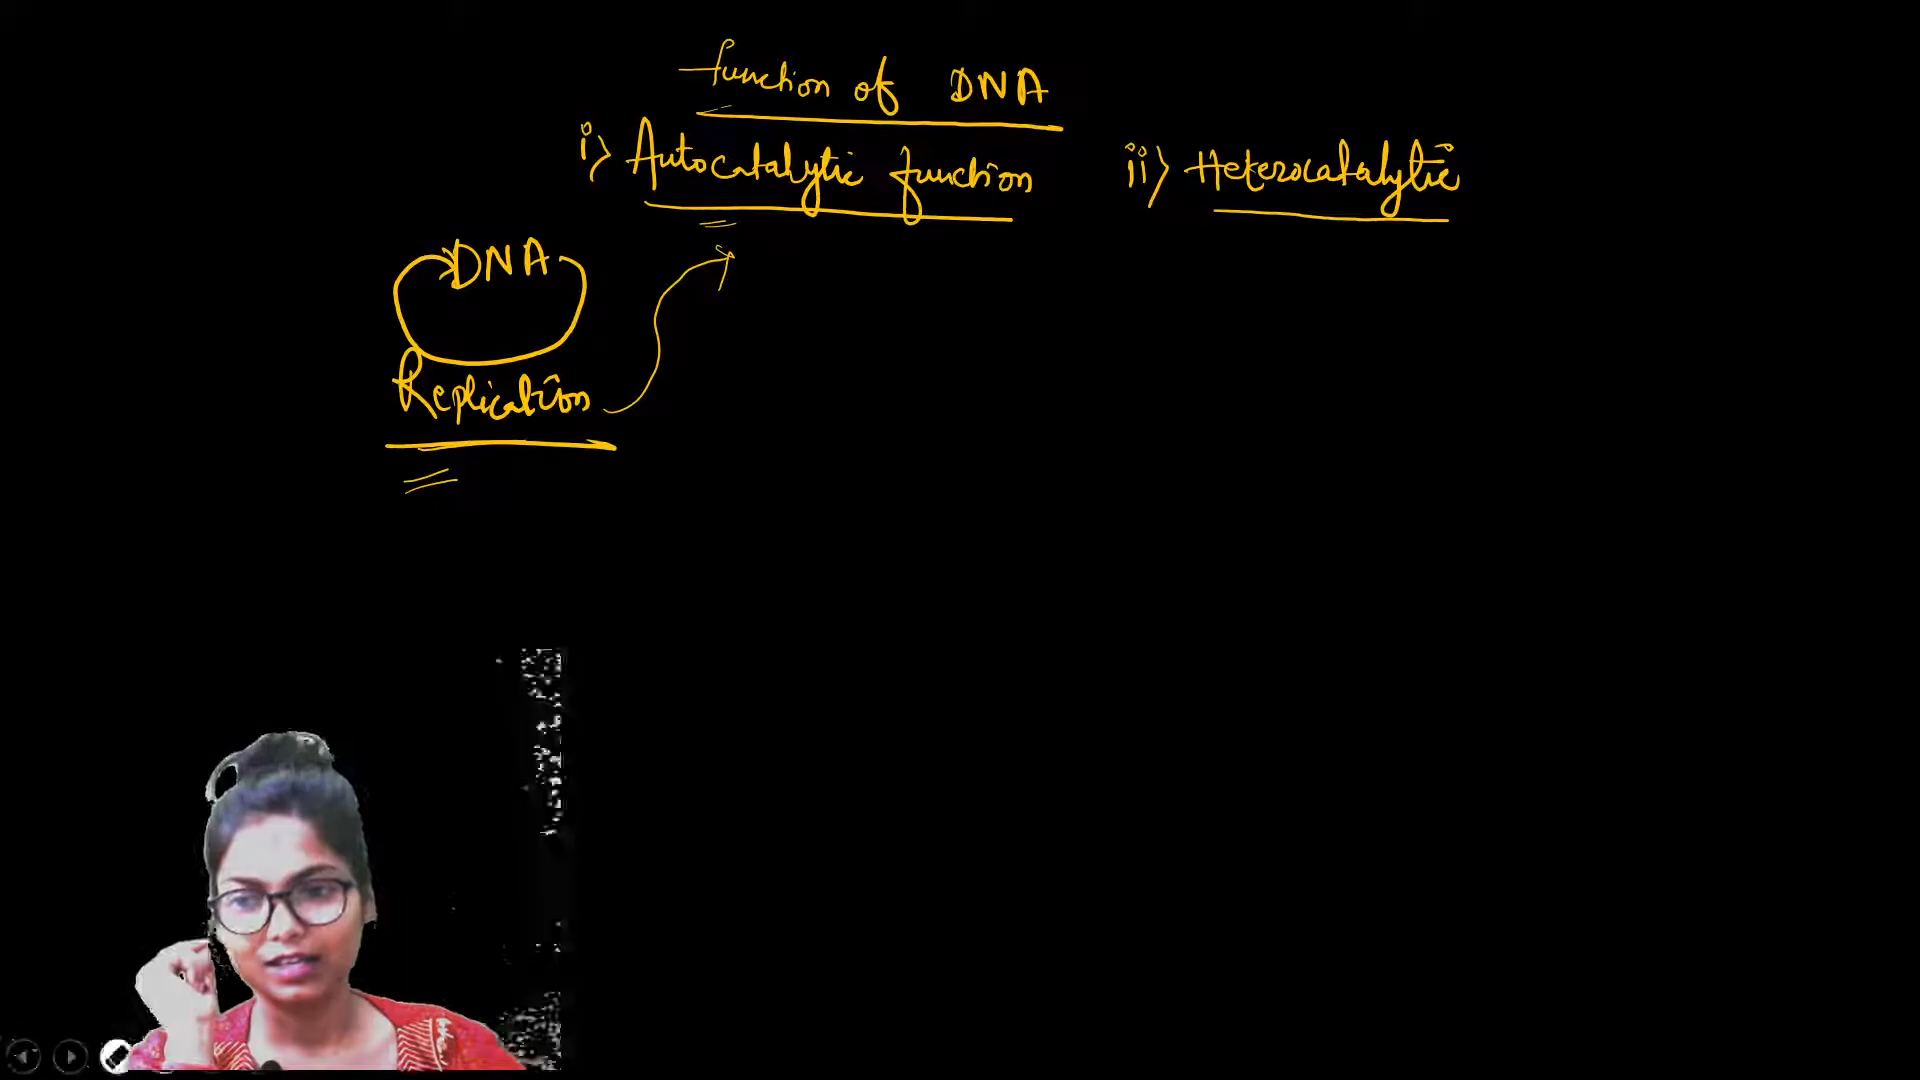 function of DNA
i> Autocatalytic function
ii> Heterocatalytic
DNA
Replication